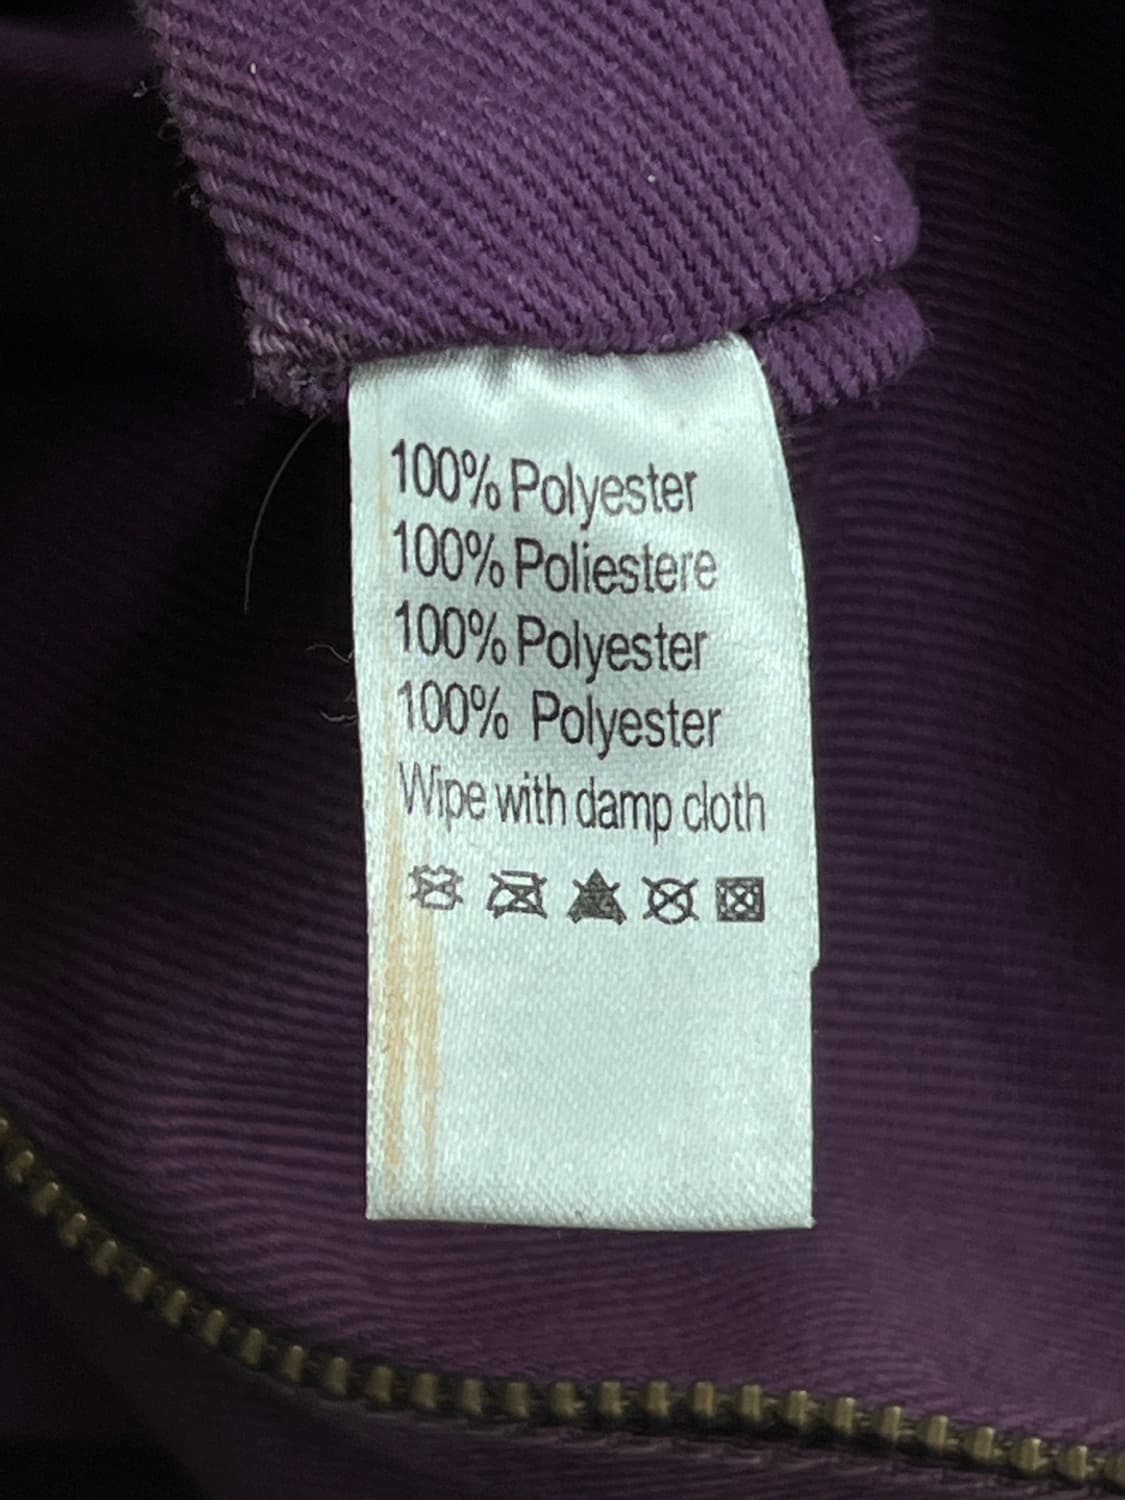 100% Polyester
100% Poliestere
100% Polyester
100% Polyester
Wipe with damp cloth